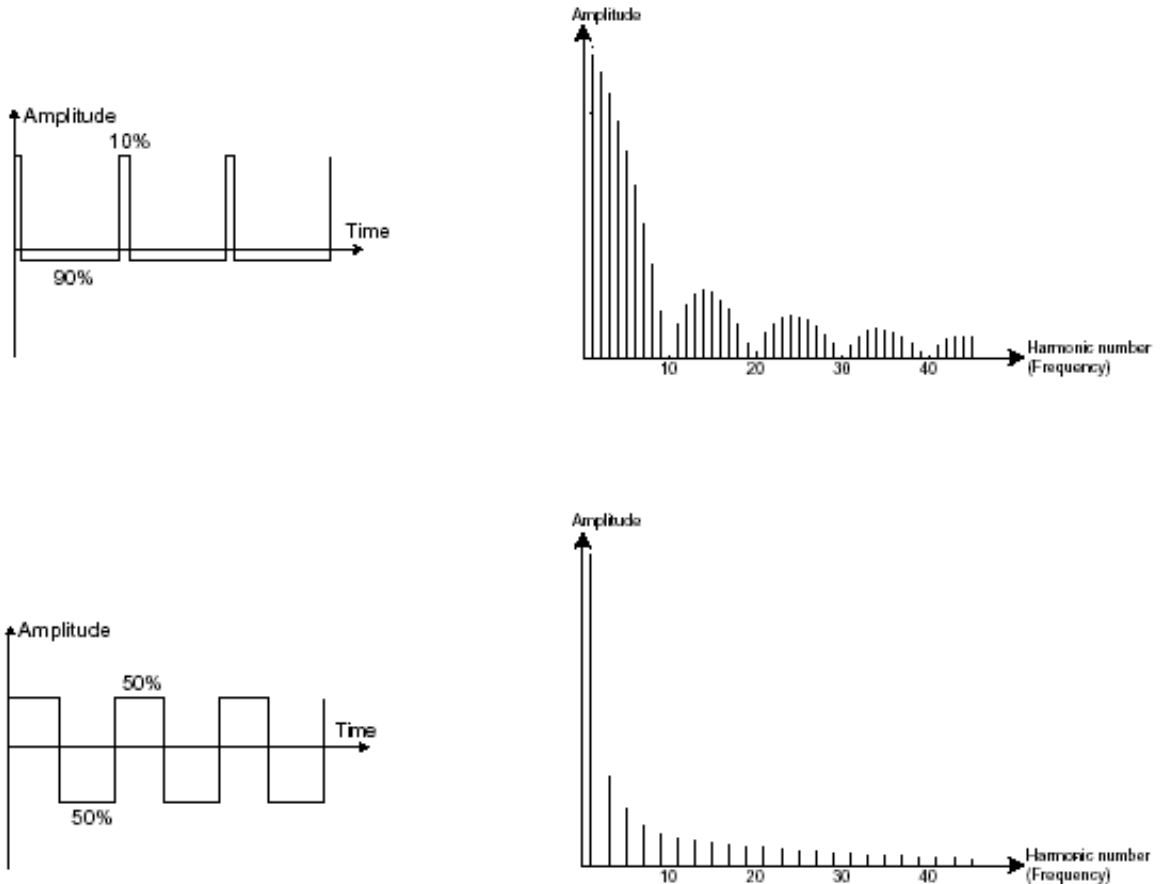 Amplitude
10%
Time
90%
Amplitude
10
20
30
40
Harmonic number
(Frequency)
Amplitude
50%
Time
50%
Amplitude
10
20
30
40
Harmonic number
(Frequency)